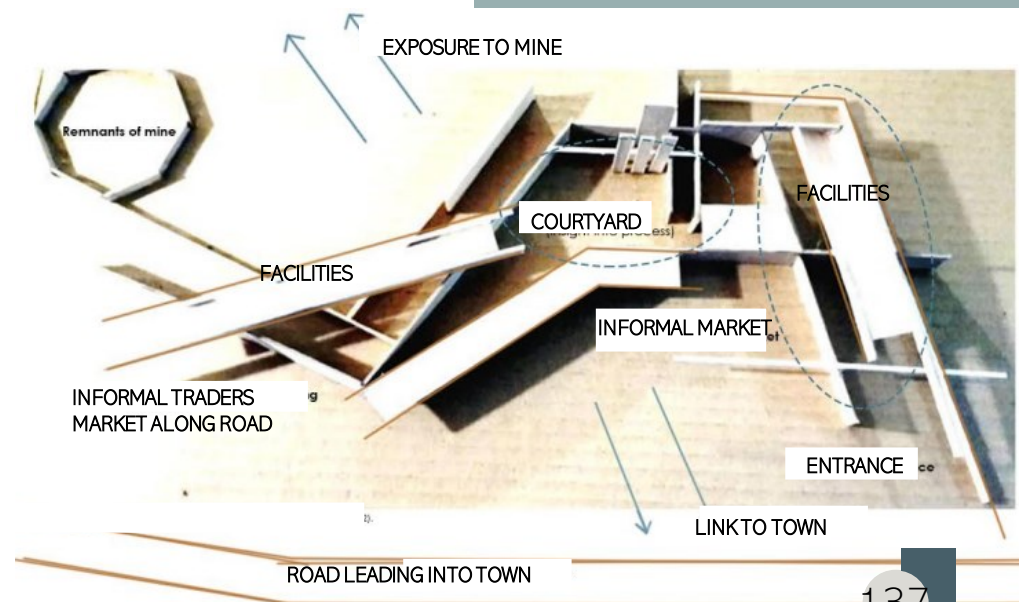 EXPOSURE TO MINE
Remnants of mine
FACILITIES
COURTYARD
FACILITIES
INFORMAL MARKET
INFORMAL TRADERS
MARKET ALONG ROAD
ENTRANCE
LINK TO TOWN
ROAD LEADING INTO TOWN
137